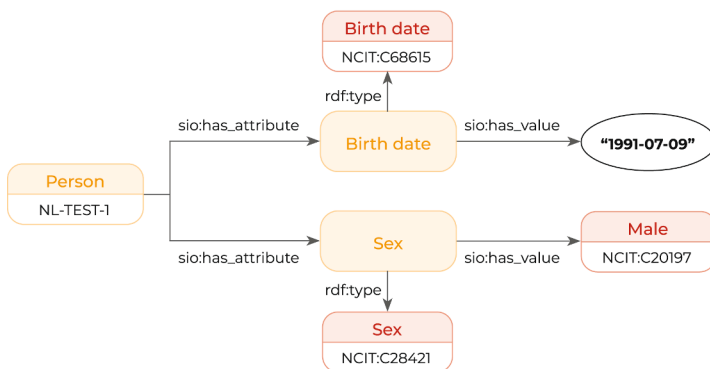 Birth date
NCIT:C68615
rdf:type
sio:has_attribute
Birth date
sio:has_value
“1991-07-09”
Person
NL-TEST-1
sio:has_attribute
Sex
sio:has_value
Male
NCIT:C20197
rdf:type
Sex
NCIT:C28421